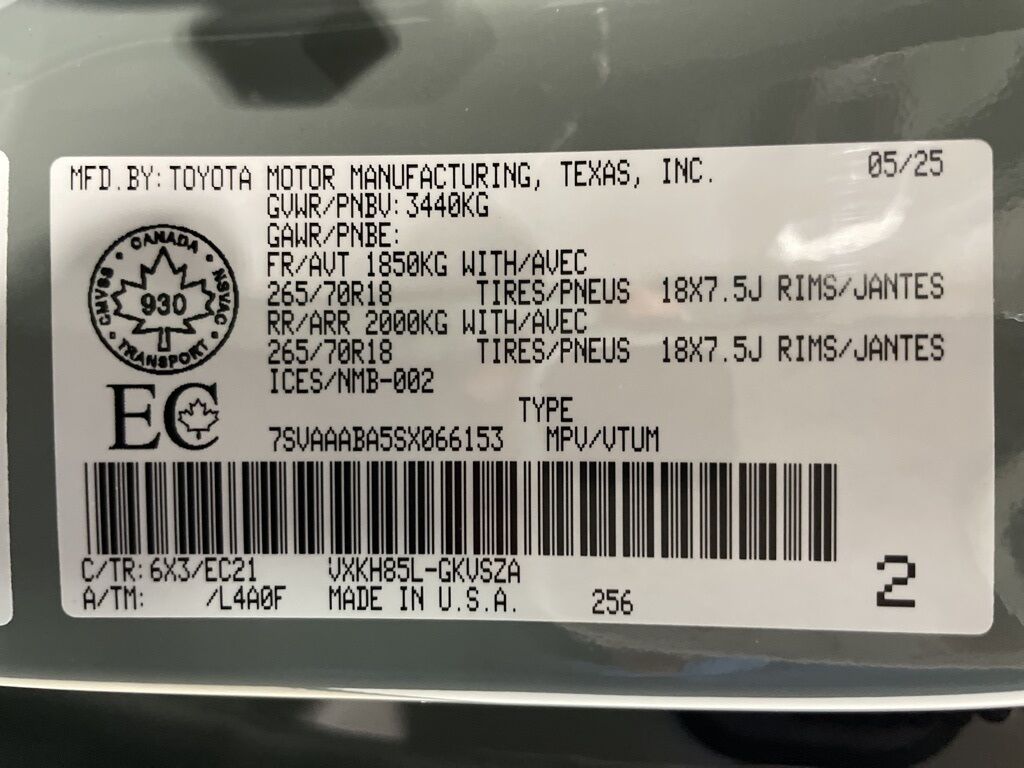 MFD.BY: TOYOTA MOTOR MANUFACTURING, TEXAS, INC. 05/25
GVWR/PNBV: 3440KG
GAWR/PNBE:
FR/AVT 1850KG WITH/AVEC
265/70R18 TIRES/PNEUS 18X7.5J RIMS/JANTES
RR/ARR 2000KG WITH/AVEC
265/70R18 TIRES/PNEUS 18X7.5J RIMS/JANTES
ICES/NMB-002
CANADA
CMVSS 930 NSVAC
TRANSPORT
EC
TYPE
7SVAAABA5SX066153 MPV/VTUM
C/TR: 6X3/EC21 VXKH85L-GKVSZA
A/TM: /L4A0F MADE IN U.S.A. 256
2